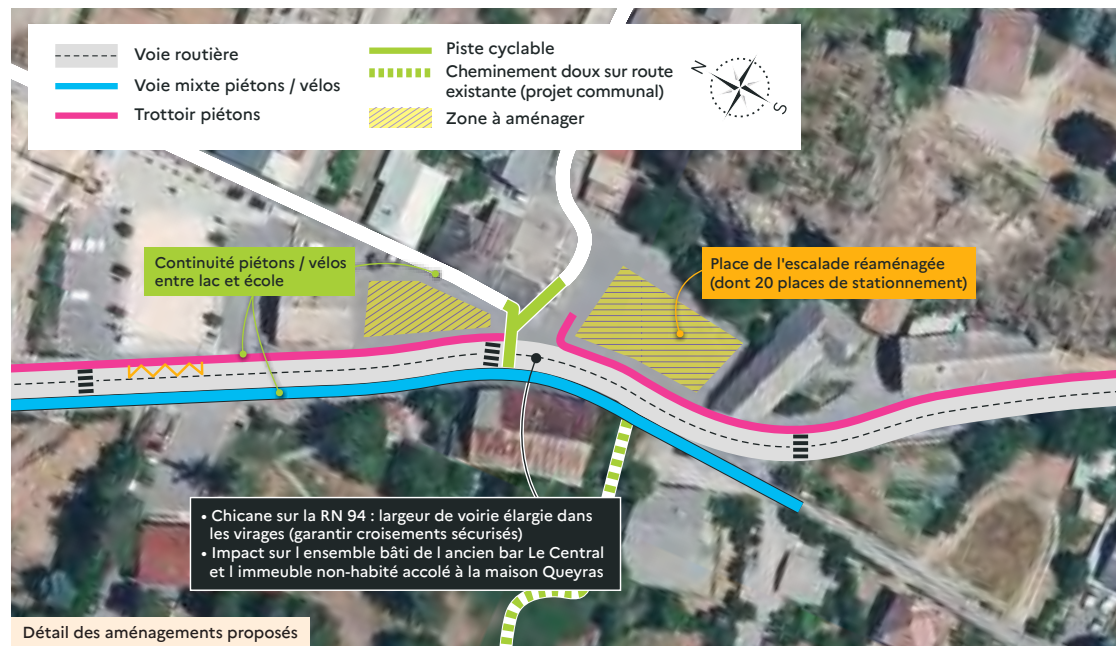 Voie routière
Voie mixte piétons / vélos
Trottoir piétons
Piste cyclable
Cheminement doux sur route
existante (projet communal)
Zone à aménager
N
S
Continuité piétons / vélos
entre lac et école
Place de l'escalade réaménagée
(dont 20 places de stationnement)
• Chicane sur la RN 94 : largeur de voirie élargie dans
les virages (garantir croisements sécurisés)
• Impact sur l ensemble bâti de l ancien bar Le Central
et l immeuble non-habité accolé à la maison Queyras
Détail des aménagements proposés